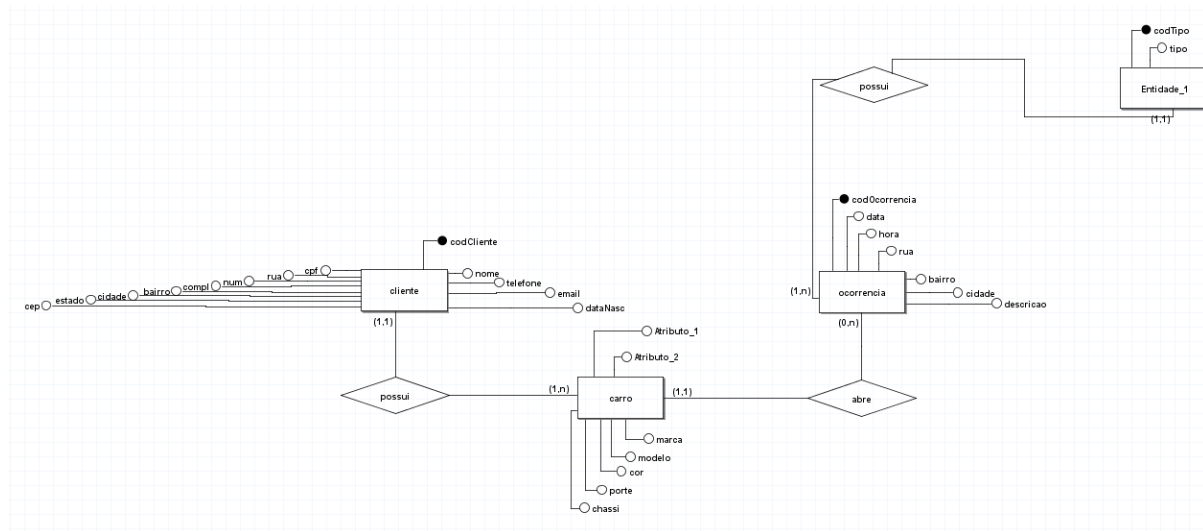 codTipo
tipo
possui
Entidade_1
(1,1)
codOcorrencia
data
hora
rua
codCliente
cpf
nome
rua
num
telefone
compl
bairro
cidade
estado
cep
cliente
email
dataNasc
(1,1)
(1,n)
ocorrencia
bairro
cidade
descricao
(0,n)
Atributo_1
Atributo_2
possui
(1,n)
carro
(1,1)
abre
marca
modelo
cor
porte
chassi